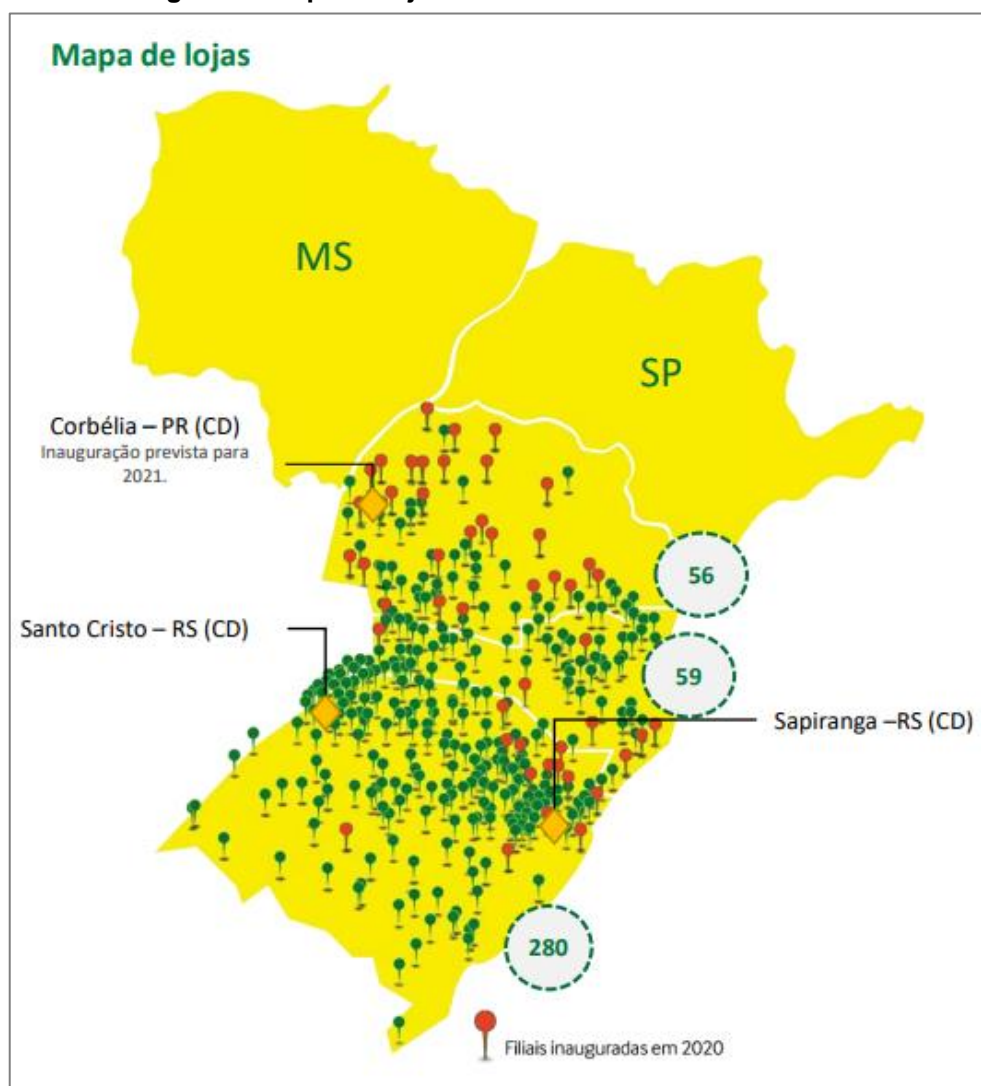 Mapa de lojas
MS
SP
Corbélia – PR (CD)
Inauguração prevista para
2021.
56
Santo Cristo – RS (CD)
59
Sapiranga –RS (CD)
280
Filiais inauguradas em 2020